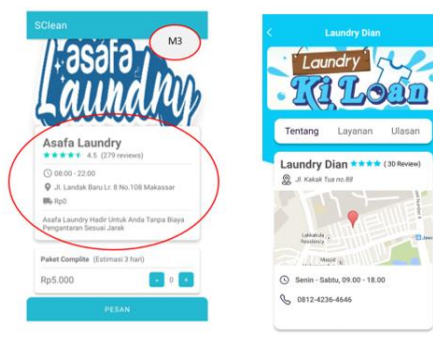 SClean
M3
asafa
Laundry
Asafa Laundry
4.5 (279 reviews)
08:00 - 22.00
Jl. Landak Baru Lr. 8 No.108 Makassar
Rp0
Asafa Laundry Hadir Untuk Anda Tanpa Biaya
Pengantaran Sesuai Jarak
Paket Complite (Estimasi 3 hari)
Rp5.000
- 0 +
PESAN
Laundry Dian
Laundry
Ki Loan
Tentang Layanan Ulasan
Laundry Dian (30 Review)
Jl. Kakak Tua no.88
Masjid
Senin - Sabtu, 09.00 - 18.00
0812-4236-4646